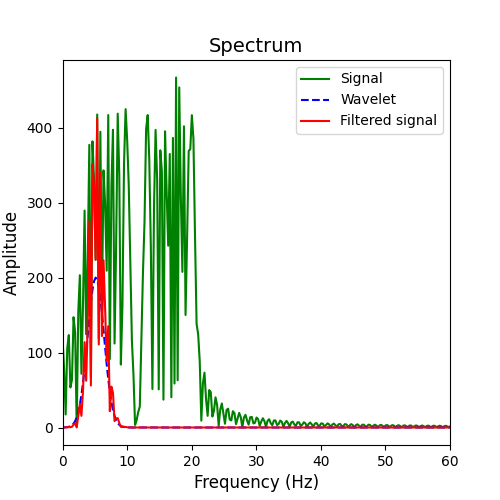 Spectrum
Signal
Wavelet
Filtered signal
Amplitude
400
300
200
100
0
0 10 20 30 40 50 60
Frequency (Hz)